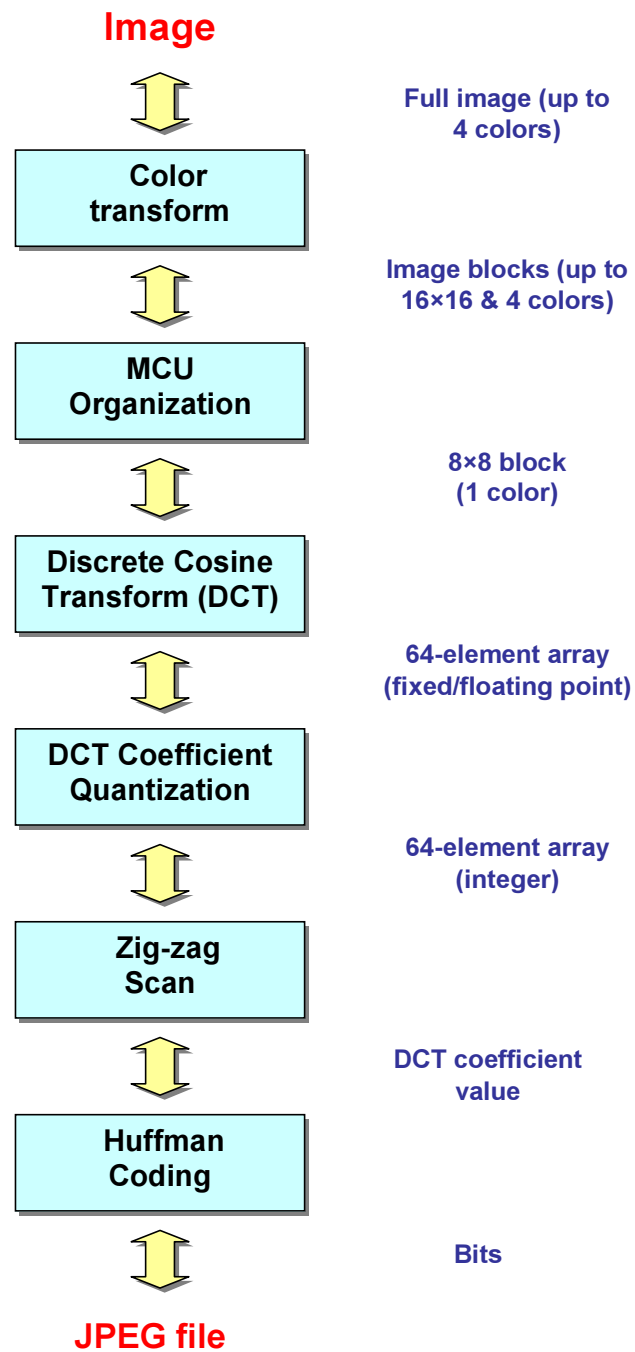 Image
Full image (up to
4 colors)
Color
transform
Image blocks (up to
16×16 & 4 colors)
MCU
Organization
8×8 block
(1 color)
Discrete Cosine
Transform (DCT)
64-element array
(fixed/floating point)
DCT Coefficient
Quantization
64-element array
(integer)
Zig-zag
Scan
DCT coefficient
value
Huffman
Coding
Bits
JPEG file